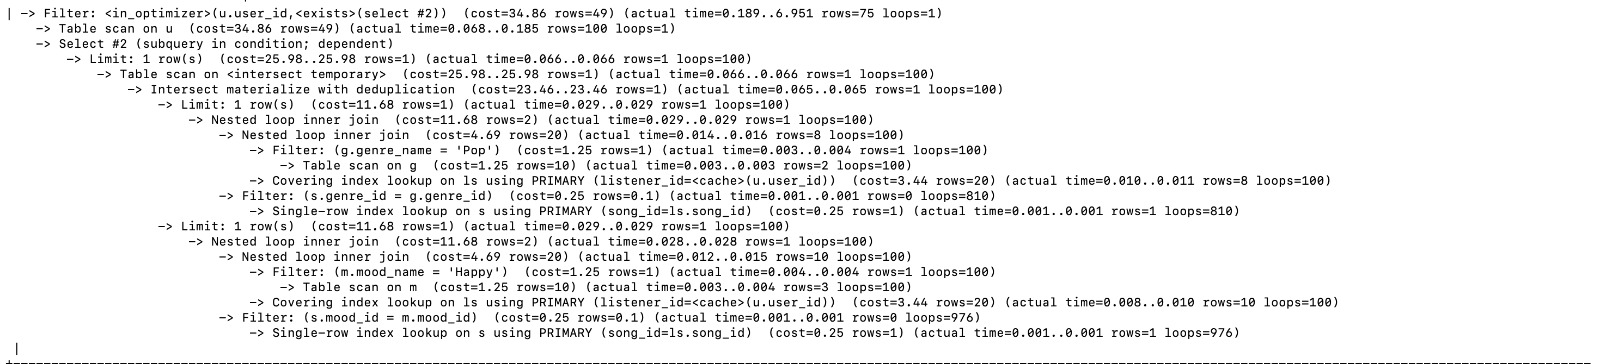 | -> Filter: <in_optimizer>(u.user_id,<exists>(select #2))  (cost=34.86 rows=49) (actual time=0.189..6.951 rows=75 loops=1)
    -> Table scan on u  (cost=34.86 rows=49) (actual time=0.068..0.185 rows=100 loops=1)
    -> Select #2 (subquery in condition; dependent)
        -> Limit: 1 row(s)  (cost=25.98..25.98 rows=1) (actual time=0.066..0.066 rows=1 loops=100)
            -> Table scan on <intersect temporary>  (cost=25.98..25.98 rows=1) (actual time=0.066..0.066 rows=1 loops=100)
                -> Intersect materialize with deduplication  (cost=23.46..23.46 rows=1) (actual time=0.065..0.065 rows=1 loops=100)
                    -> Limit: 1 row(s)  (cost=11.68 rows=1) (actual time=0.029..0.029 rows=1 loops=100)
                        -> Nested loop inner join  (cost=11.68 rows=2) (actual time=0.029..0.029 rows=1 loops=100)
                            -> Nested loop inner join  (cost=4.69 rows=20) (actual time=0.014..0.016 rows=8 loops=100)
                                -> Filter: (g.genre_name = 'Pop')  (cost=1.25 rows=1) (actual time=0.003..0.004 rows=1 loops=100)
                                    -> Table scan on g  (cost=1.25 rows=10) (actual time=0.003..0.003 rows=2 loops=100)
                                -> Covering index lookup on ls using PRIMARY (listener_id=<cache>(u.user_id))  (cost=3.44 rows=20) (actual time=0.010..0.011 rows=8 loops=100)
                            -> Filter: (s.genre_id = g.genre_id)  (cost=0.25 rows=0.1) (actual time=0.001..0.001 rows=0 loops=810)
                                -> Single-row index lookup on s using PRIMARY (song_id=ls.song_id)  (cost=0.25 rows=1) (actual time=0.001..0.001 rows=1 loops=810)
                    -> Limit: 1 row(s)  (cost=11.68 rows=1) (actual time=0.029..0.029 rows=1 loops=100)
                        -> Nested loop inner join  (cost=11.68 rows=2) (actual time=0.028..0.028 rows=1 loops=100)
                            -> Nested loop inner join  (cost=4.69 rows=20) (actual time=0.012..0.015 rows=10 loops=100)
                                -> Filter: (m.mood_name = 'Happy')  (cost=1.25 rows=1) (actual time=0.004..0.004 rows=1 loops=100)
                                    -> Table scan on m  (cost=1.25 rows=10) (actual time=0.003..0.004 rows=3 loops=100)
                                -> Covering index lookup on ls using PRIMARY (listener_id=<cache>(u.user_id))  (cost=3.44 rows=20) (actual time=0.008..0.010 rows=10 loops=100)
                            -> Filter: (s.mood_id = m.mood_id)  (cost=0.25 rows=0.1) (actual time=0.001..0.001 rows=0 loops=976)
                                -> Single-row index lookup on s using PRIMARY (song_id=ls.song_id)  (cost=0.25 rows=1) (actual time=0.001..0.001 rows=1 loops=976)
 |